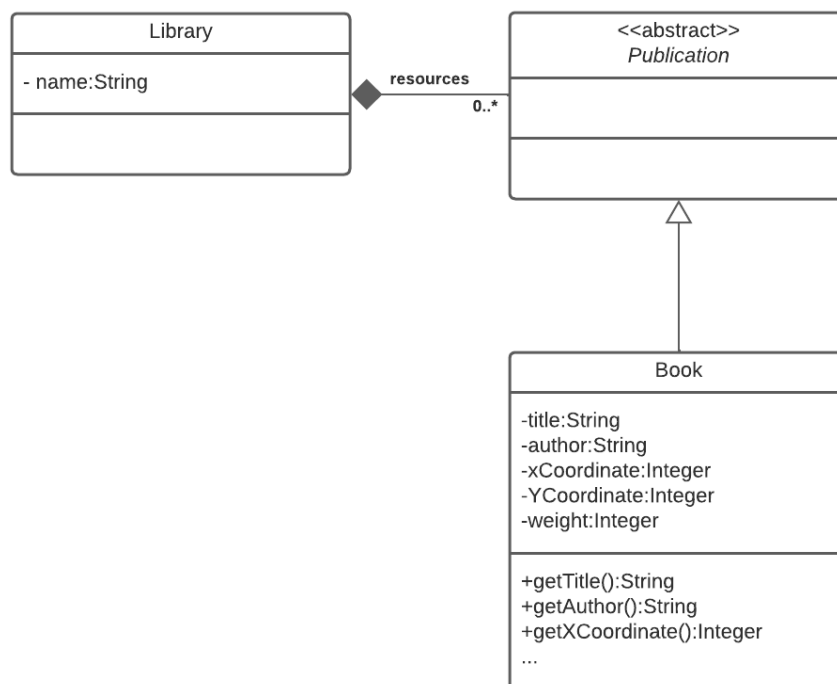 Library
- name:String
resources
0..*
<<abstract>>
Publication
Book
-title:String
-author:String
-xCoordinate:Integer
-YCoordinate:Integer
-weight:Integer
+getTitle():String
+getAuthor():String
+getXCoordinate():Integer
...